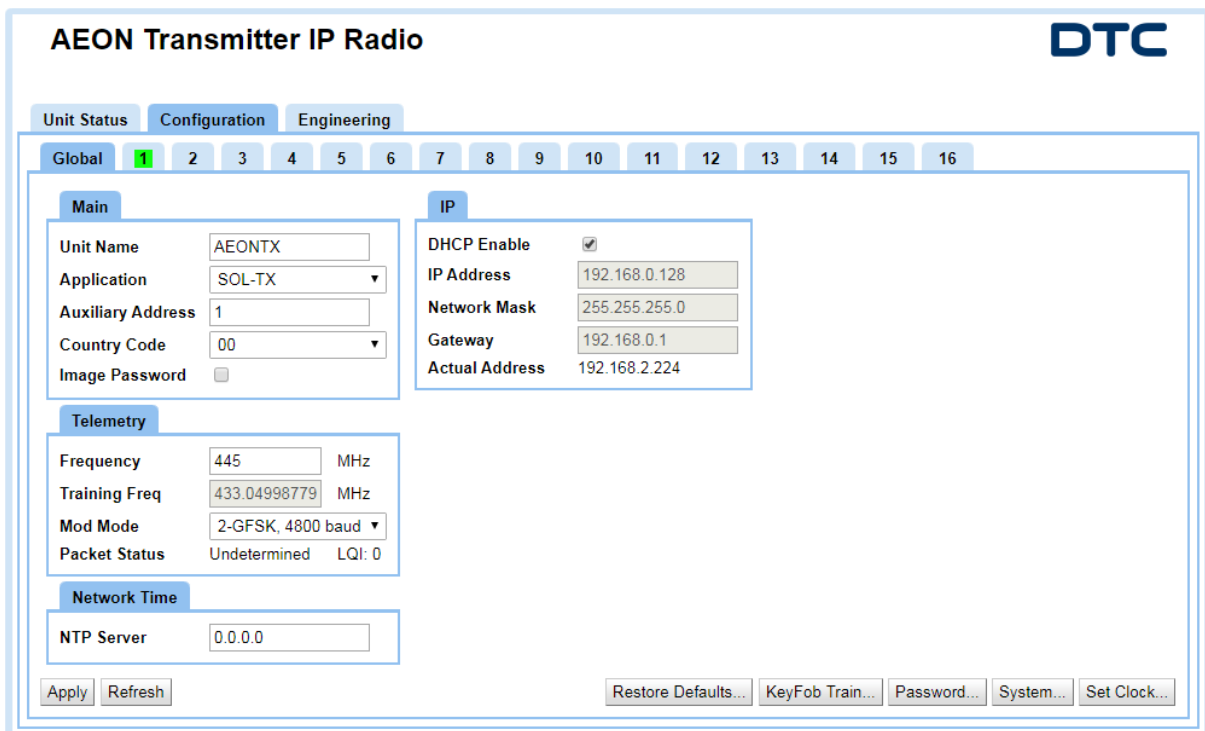 AEON Transmitter IP Radio
DTC
Unit Status Configuration Engineering
Global 1 2 3 4 5 6 7 8 9 10 11 12 13 14 15 16
Main
Unit Name AEONTX
Application SOL-TX
Auxiliary Address 1
Country Code 00
Image Password
IP
DHCP Enable
IP Address 192.168.0.128
Network Mask 255.255.255.0
Gateway 192.168.0.1
Actual Address 192.168.2.224
Telemetry
Frequency 445 MHz
Training Freq 433.04998779 MHz
Mod Mode 2-GFSK, 4800 baud
Packet Status Undetermined LQI: 0
Network Time
NTP Server 0.0.0.0
Apply Refresh Restore Defaults... KeyFob Train... Password... System... Set Clock...